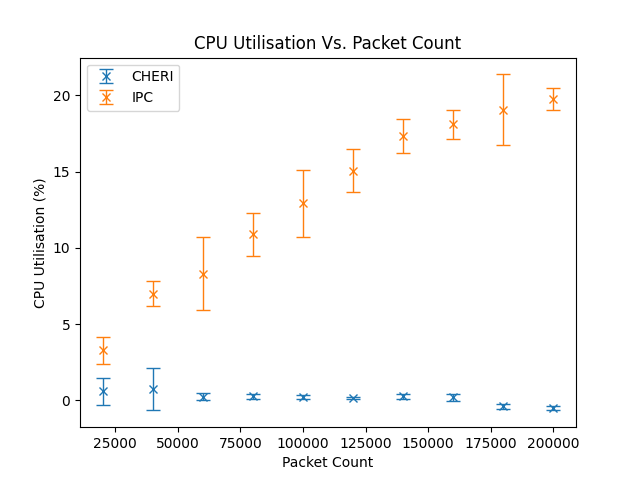 CPU Utilisation Vs. Packet Count
CHERI
IPC
20
15
10
5
0
CPU Utilisation (%)
25000 50000 75000 100000 125000 150000 175000 200000
Packet Count